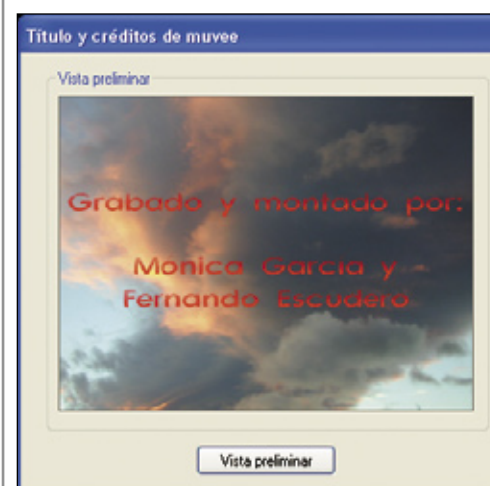 Título y créditos de muvee
Vista preliminar
Grabado y montado por:
Monica Garcia y
Fernando Escudero
Vista preliminar